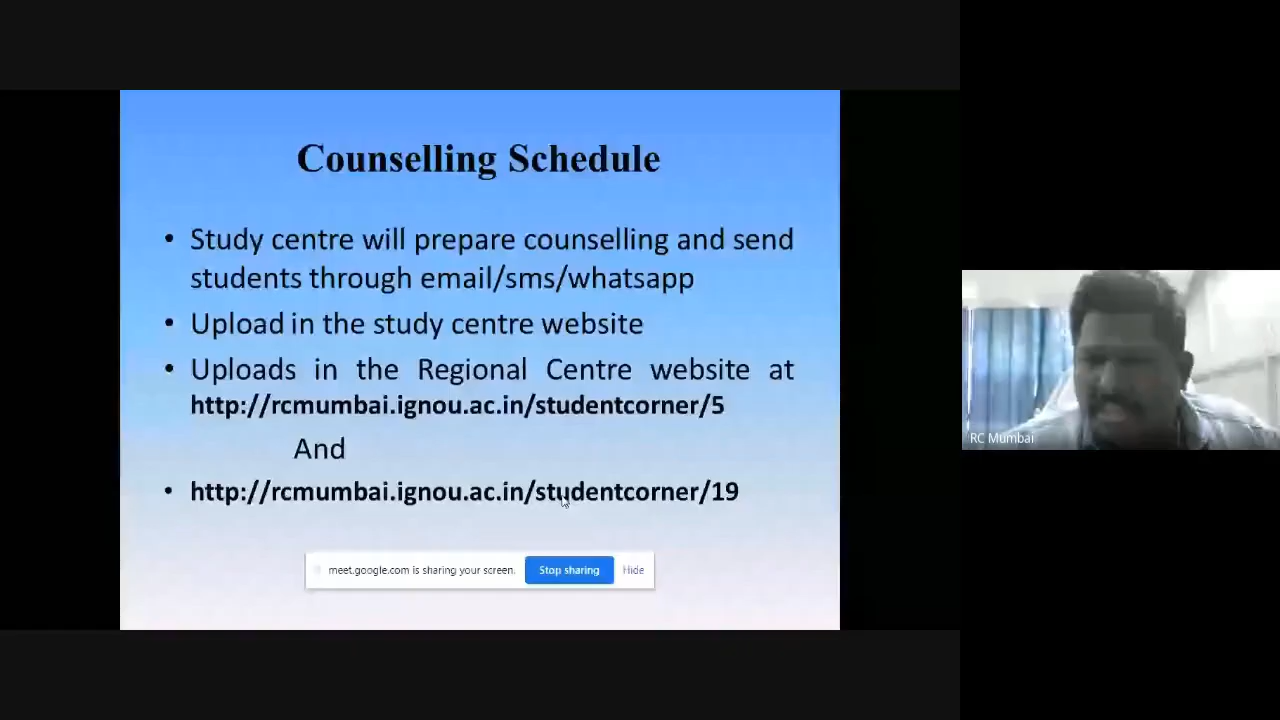 Counselling Schedule
• Study centre will prepare counselling and send
students through email/sms/whatsapp
• Upload in the study centre website
• Uploads in the Regional Centre website at
http://rcmumbai.ignou.ac.in/studentcorner/5
And
• http://rcmumbai.ignou.ac.in/studentcorner/19
meet.google.com is sharing your screen. Stop sharing Hide
RC Mumbai